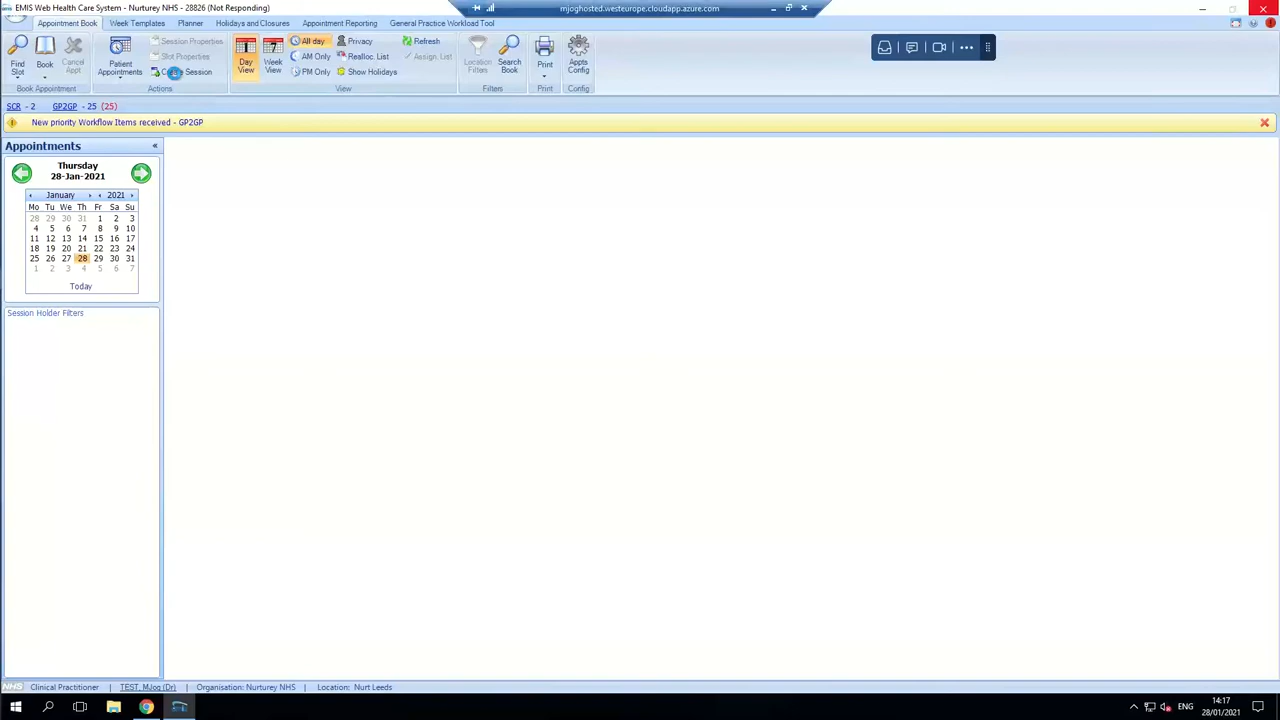 EMIS Web Health Care System - Nurturey NHS - 28826 (Not Responding)
mjoghosted.westeurope.cloudapp.azure.com
Appointment Book Week Templates Planner Holidays and Closures Appointment Reporting General Practice Workload Tool
Find Slot
Book
Cancel Appt
Book Appointment
Patient Appointments
Session Properties
Slot Properties
Create Session
Actions
Day View
Week View
All day
AM Only
PM Only
Privacy
Realloc. List
Show Holidays
Refresh
Assign. List
View
Location Filters
Search Book
Filters
Print
Print
Appts Config
Config
SCR - 2 GP2GP - 25 (25)
New priority Workflow Items received - GP2GP
Appointments «
Thursday
28-Jan-2021
January 2021
Mo Tu We Th Fr Sa Su
28 29 30 31 1 2 3
4 5 6 7 8 9 10
11 12 13 14 15 16 17
18 19 20 21 22 23 24
25 26 27 28 29 30 31
1 2 3 4 5 6 7
Today
Session Holder Filters
NHS Clinical Practitioner TEST, MJog (Dr) Organisation: Nurturey NHS Location: Nurt Leeds
ENG
14:17
28/01/2021